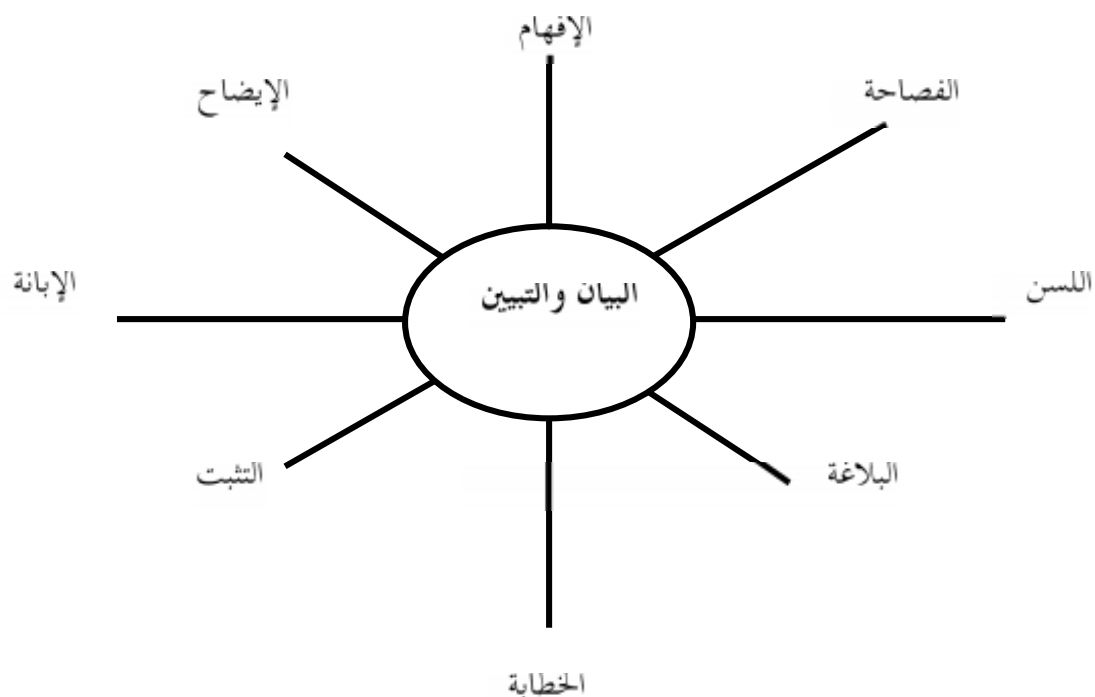 الإفهام
الفصاحة
الإيضاح
اللسن
البيان والتبيين
الإبانة
البلاغة
التثبت
الخطابة